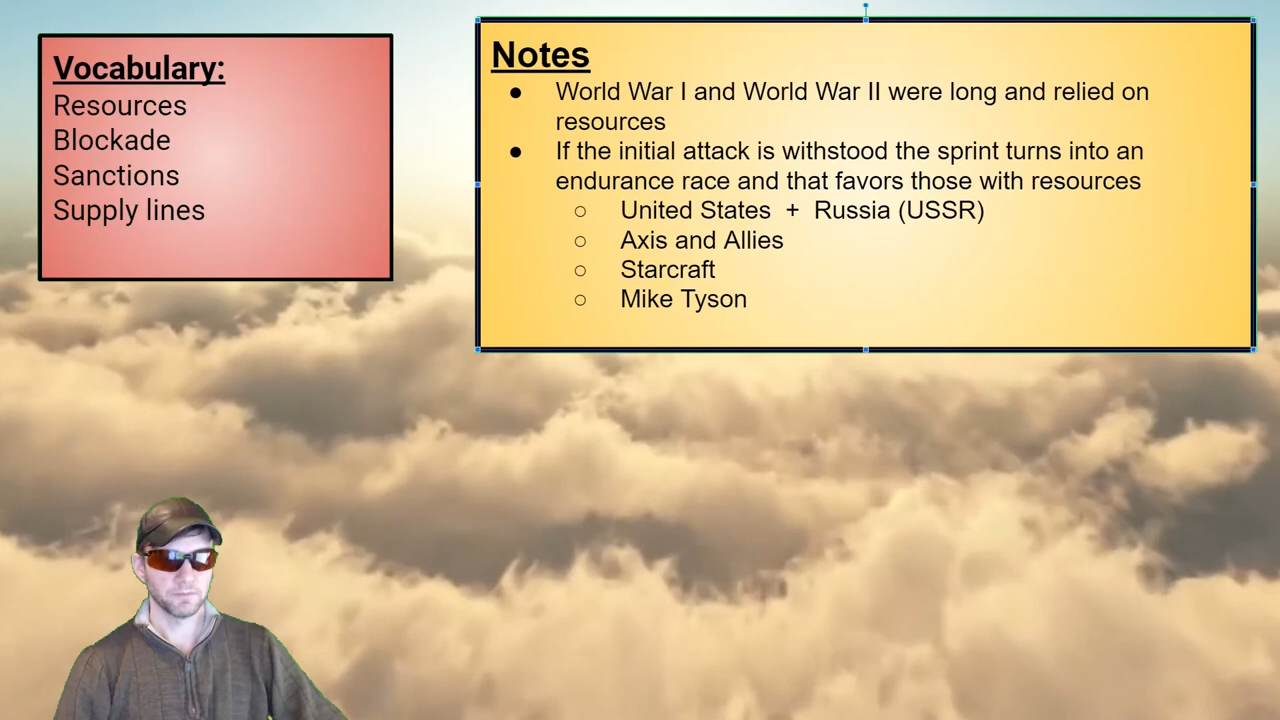 Vocabulary:
Resources
Blockade
Sanctions
Supply lines
Notes
● World War I and World War II were long and relied on
resources
● If the initial attack is withstood the sprint turns into an
endurance race and that favors those with resources
○ United States + Russia (USSR)
○ Axis and Allies
○ Starcraft
○ Mike Tyson